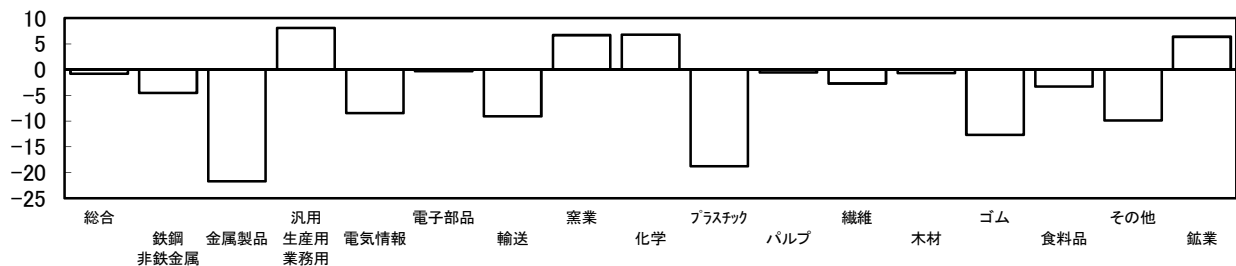 10
5
0
-5
-10
-15
-20
-25
総合
鉄鋼
非鉄金属
金属製品
汎用
生産用
業務用
電気情報
電子部品
輸送
窯業
化学
プラスチック
パルプ
繊維
木材
ゴム
食料品
その他
鉱業